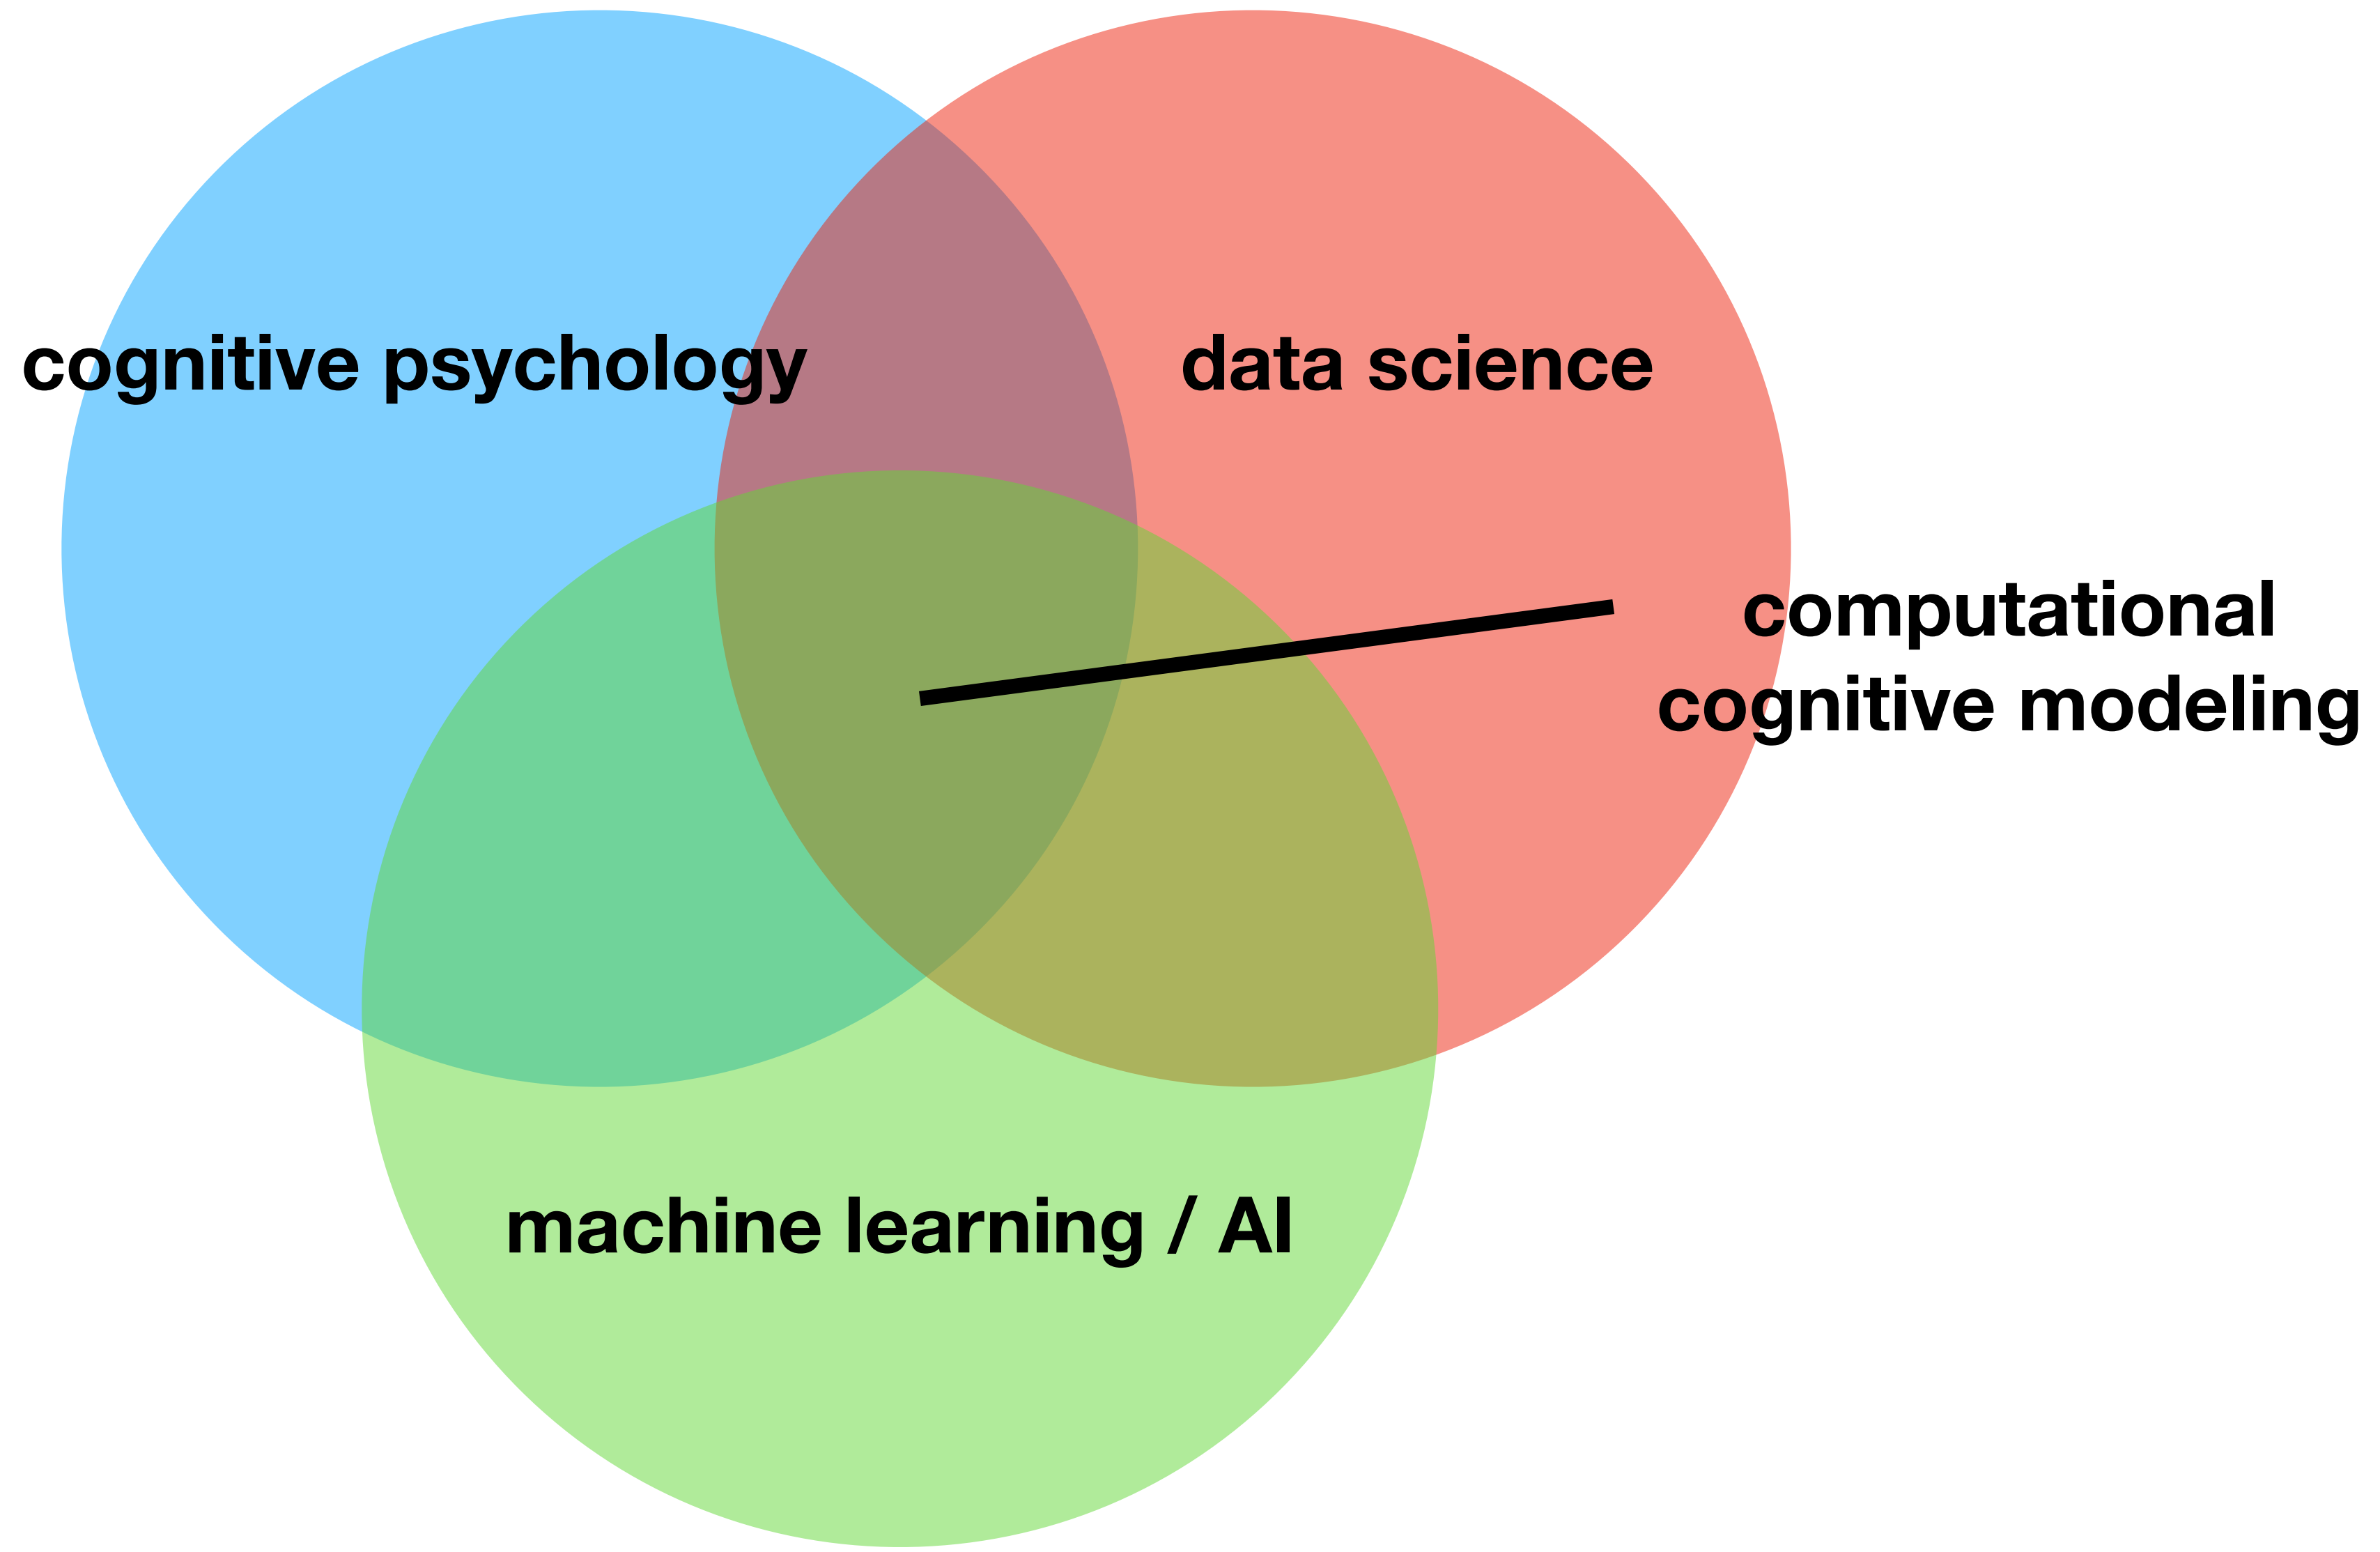 cognitive psychology
data science
computational
cognitive modeling
machine learning / AI